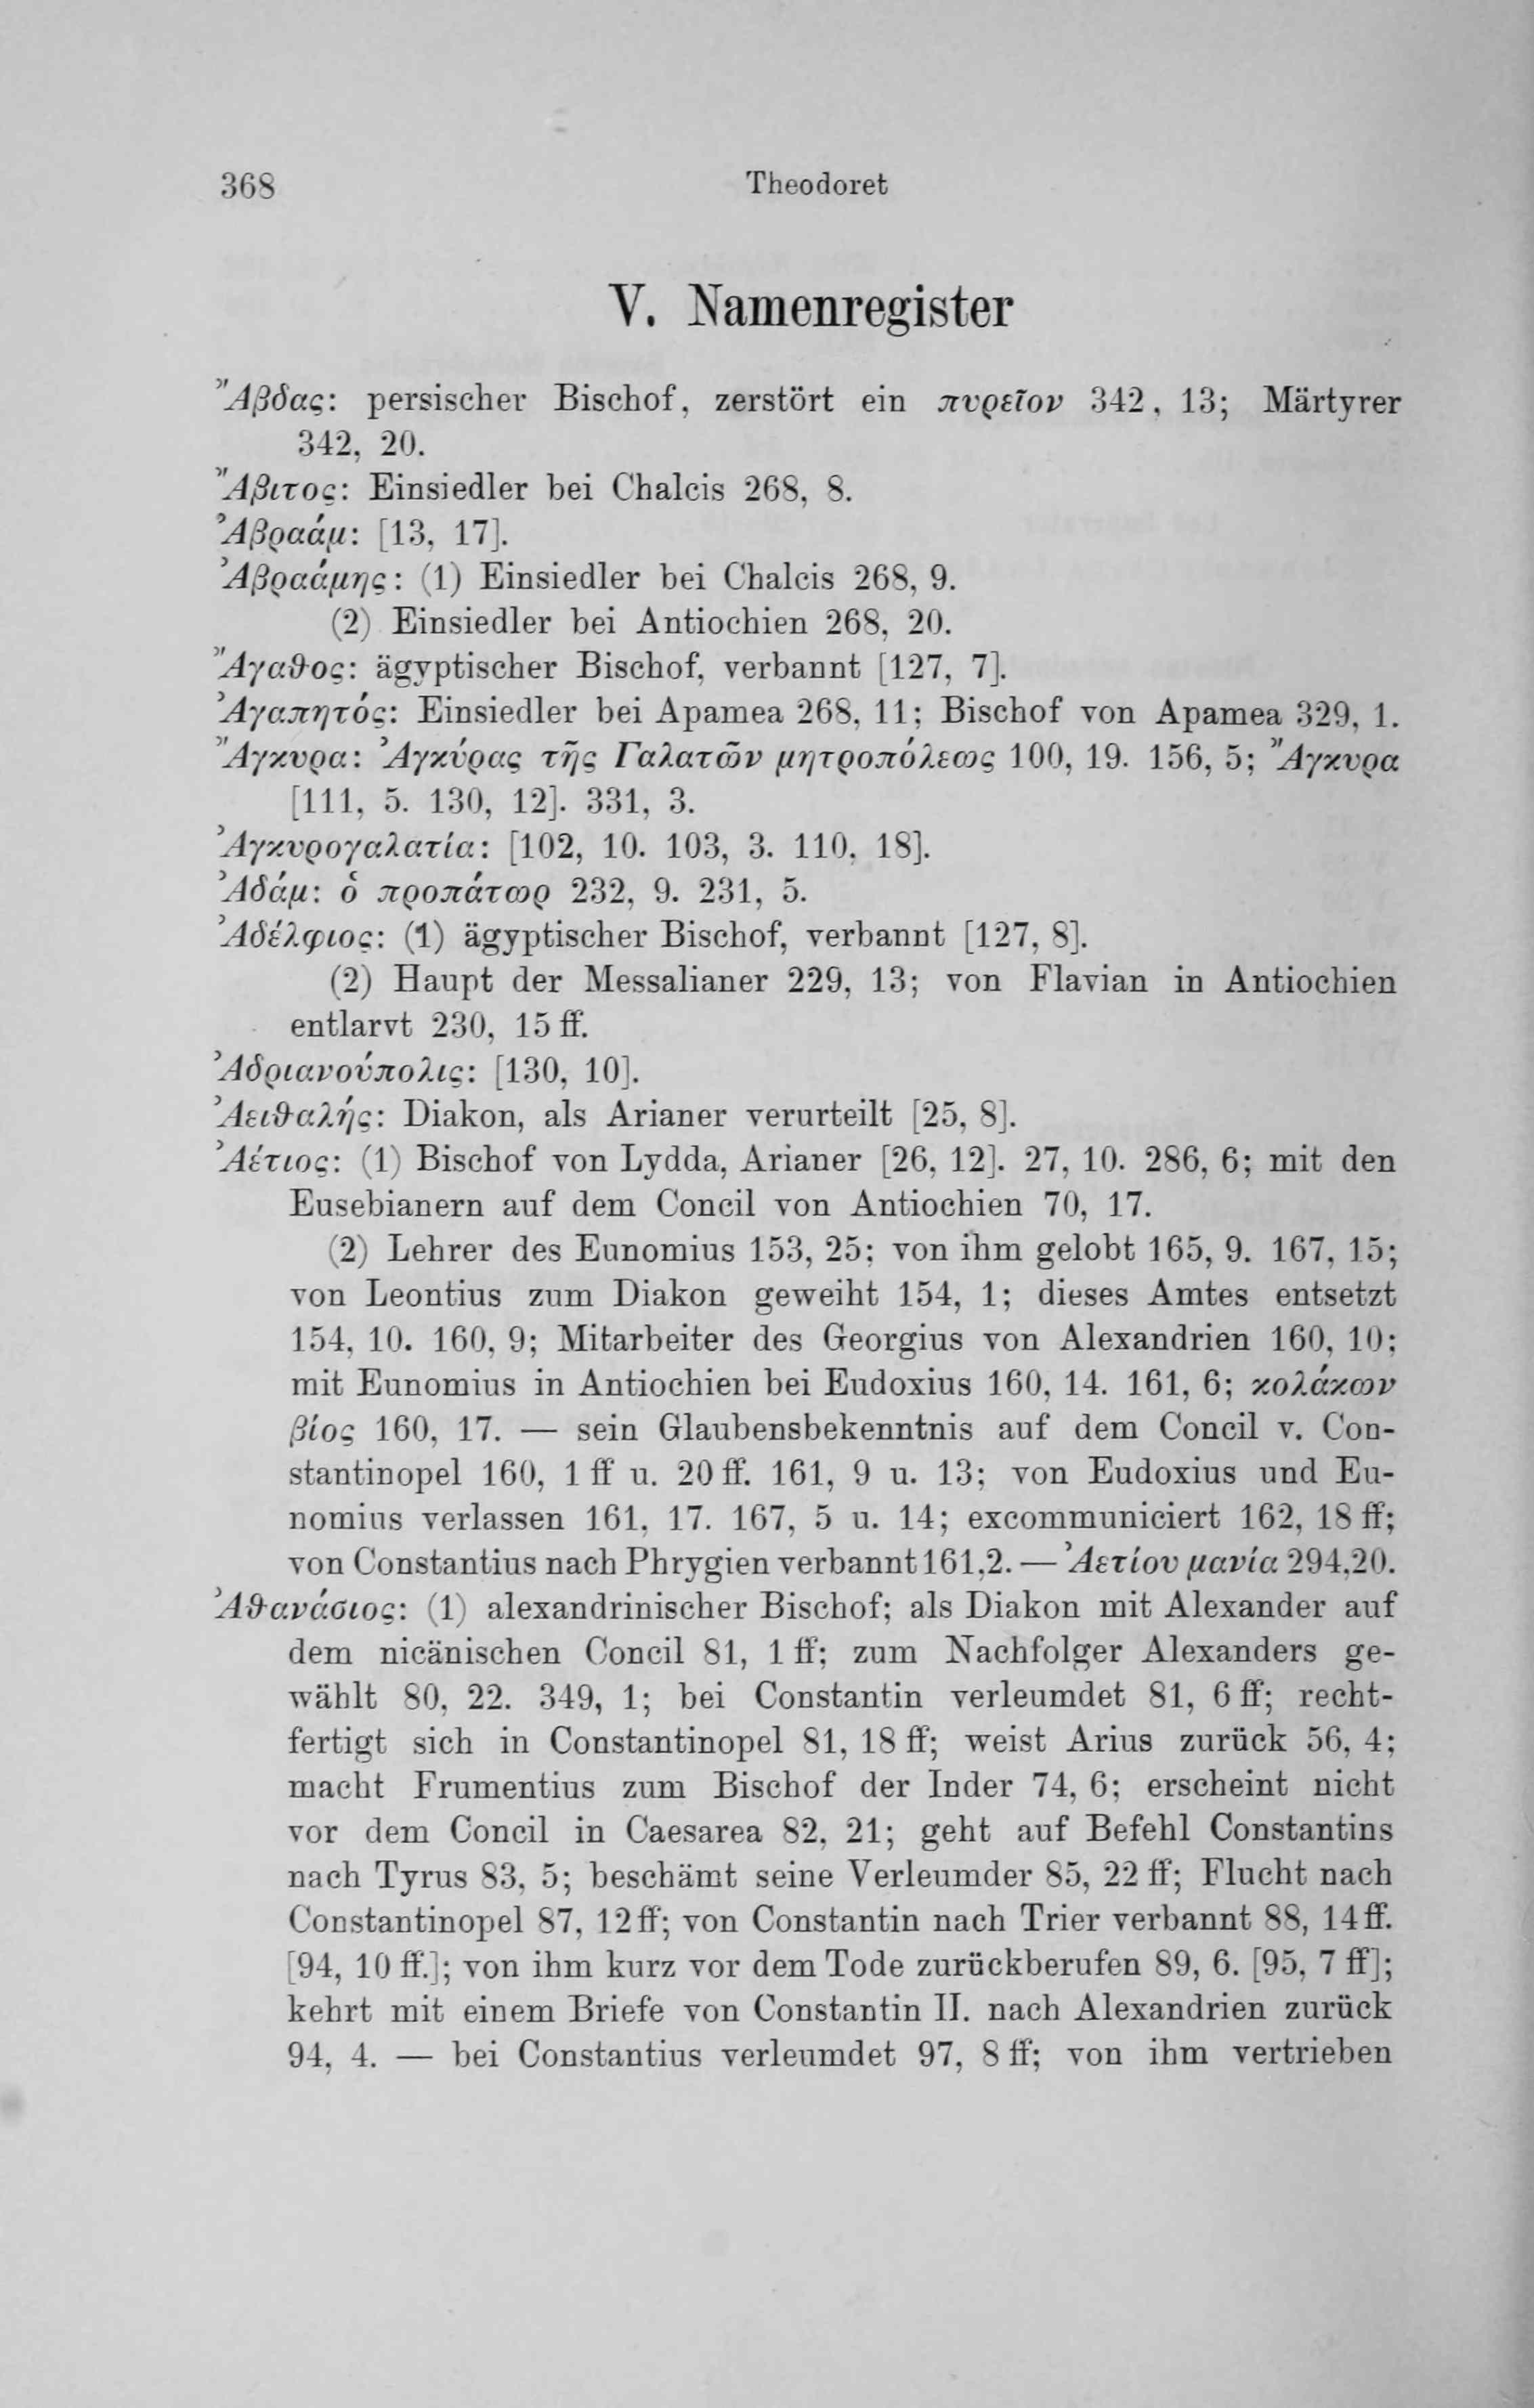 368 Theodoret
V. Namenregister
Ἄβδας: persischer Bischof, zerstört ein πυρεῖον 342, 13; Märtyrer
342, 20.
Ἄβιτος: Einsiedler bei Chalcis 268, 8.
Ἀβραάμ: [13, 17].
Ἀβραάμης: (1) Einsiedler bei Chalcis 268, 9.
(2) Einsiedler bei Antiochien 268, 20.
Ἄγαθος: ägyptischer Bischof, verbannt [127, 7].
Ἀγαπητός: Einsiedler bei Apamea 268, 11; Bischof von Apamea 329, 1.
Ἄγκυρα: Ἀγκύρας τῆς Γαλατῶν μητροπόλεως 100, 19. 156, 5; Ἄγκυρα
[111, 5. 130, 12]. 331, 3.
Ἀγκυρογαλατία: [102, 10. 103, 3. 110, 18].
Ἀδάμ: ὁ προπάτωρ 232, 9. 231, 5.
Ἀδέλφιος: (1) ägyptischer Bischof, verbannt [127, 8].
(2) Haupt der Messalianer 229, 13; von Flavian in Antiochien
entlarvt 230, 15 ff.
Ἀδριανούπολις: [130, 10].
Ἀειθαλής: Diakon, als Arianer verurteilt [25, 8].
Ἀέτιος: (1) Bischof von Lydda, Arianer [26, 12]. 27, 10. 286, 6; mit den
Eusebianern auf dem Concil von Antiochien 70, 17.
(2) Lehrer des Eunomius 153, 25; von ihm gelobt 165, 9. 167, 15;
von Leontius zum Diakon geweiht 154, 1; dieses Amtes entsetzt
154, 10. 160, 9; Mitarbeiter des Georgius von Alexandrien 160, 10;
mit Eunomius in Antiochien bei Eudoxius 160, 14. 161, 6; κολάκων
βίος 160, 17. — sein Glaubensbekenntnis auf dem Concil v. Con-
stantinopel 160, 1 ff u. 20 ff. 161, 9 u. 13; von Eudoxius und Eu-
nomius verlassen 161, 17. 167, 5 u. 14; excommuniciert 162, 18 ff;
von Constantius nach Phrygien verbannt 161,2. — Ἀετίου μανία 294,20.
Ἀθανάσιος: (1) alexandrinischer Bischof; als Diakon mit Alexander auf
dem nicänischen Concil 81, 1 ff; zum Nachfolger Alexanders ge-
wählt 80, 22. 349, 1; bei Constantin verleumdet 81, 6 ff; recht-
fertigt sich in Constantinopel 81, 18 ff; weist Arius zurück 56, 4;
macht Frumentius zum Bischof der Inder 74, 6; erscheint nicht
vor dem Concil in Caesarea 82, 21; geht auf Befehl Constantins
nach Tyrus 83, 5; beschämt seine Verleumder 85, 22 ff; Flucht nach
Constantinopel 87, 12 ff; von Constantin nach Trier verbannt 88, 14 ff.
[94, 10 ff.]; von ihm kurz vor dem Tode zurückberufen 89, 6. [95, 7 ff];
kehrt mit einem Briefe von Constantin II. nach Alexandrien zurück
94, 4. — bei Constantius verleumdet 97, 8 ff; von ihm vertrieben